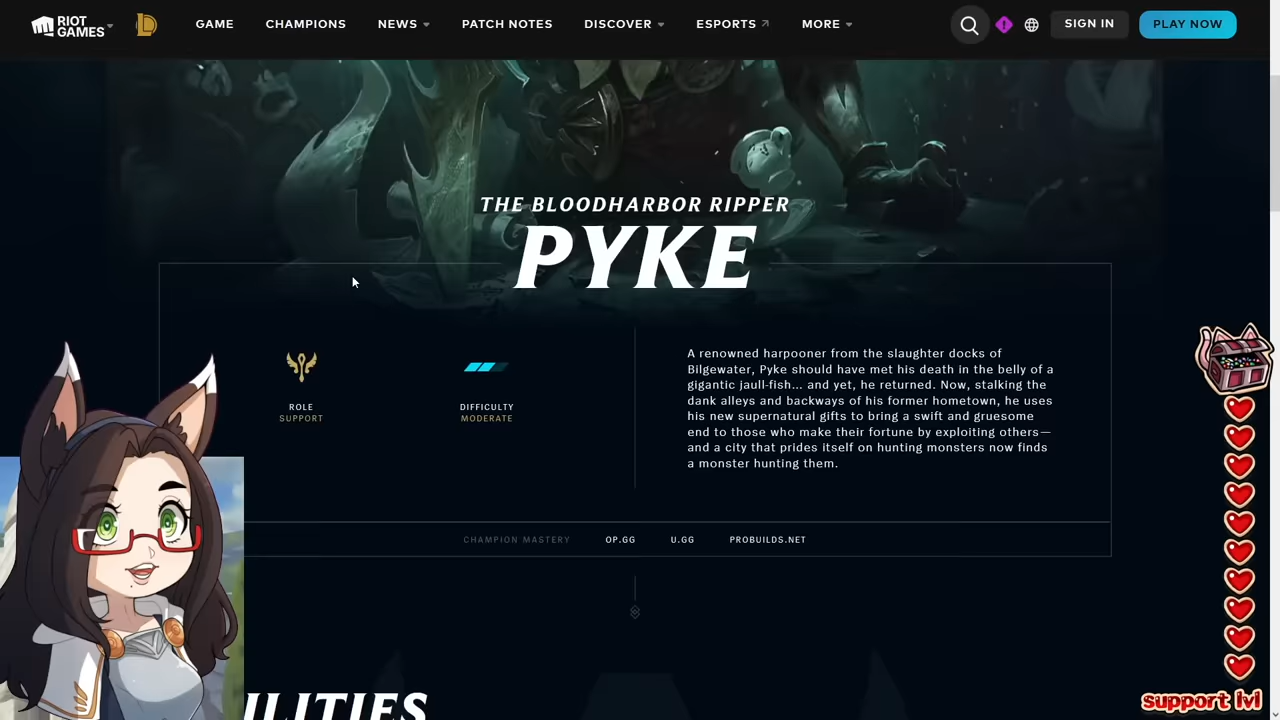 RIOT GAMES
GAME
CHAMPIONS
NEWS
PATCH NOTES
DISCOVER
ESPORTS
MORE
SIGN IN
PLAY NOW
THE BLOODHARBOR RIPPER
PYKE
ROLE
SUPPORT
DIFFICULTY
MODERATE
A renowned harpooner from the slaughter docks of
Bilgewater, Pyke should have met his death in the belly of a
gigantic jaull-fish... and yet, he returned. Now, stalking the
dank alleys and backways of his former hometown, he uses
his new supernatural gifts to bring a swift and gruesome
end to those who make their fortune by exploiting others—
and a city that prides itself on hunting monsters now finds
a monster hunting them.
CHAMPION MASTERY
OP.GG
U.GG
PROBUILDS.NET
ILITIES
support lvl